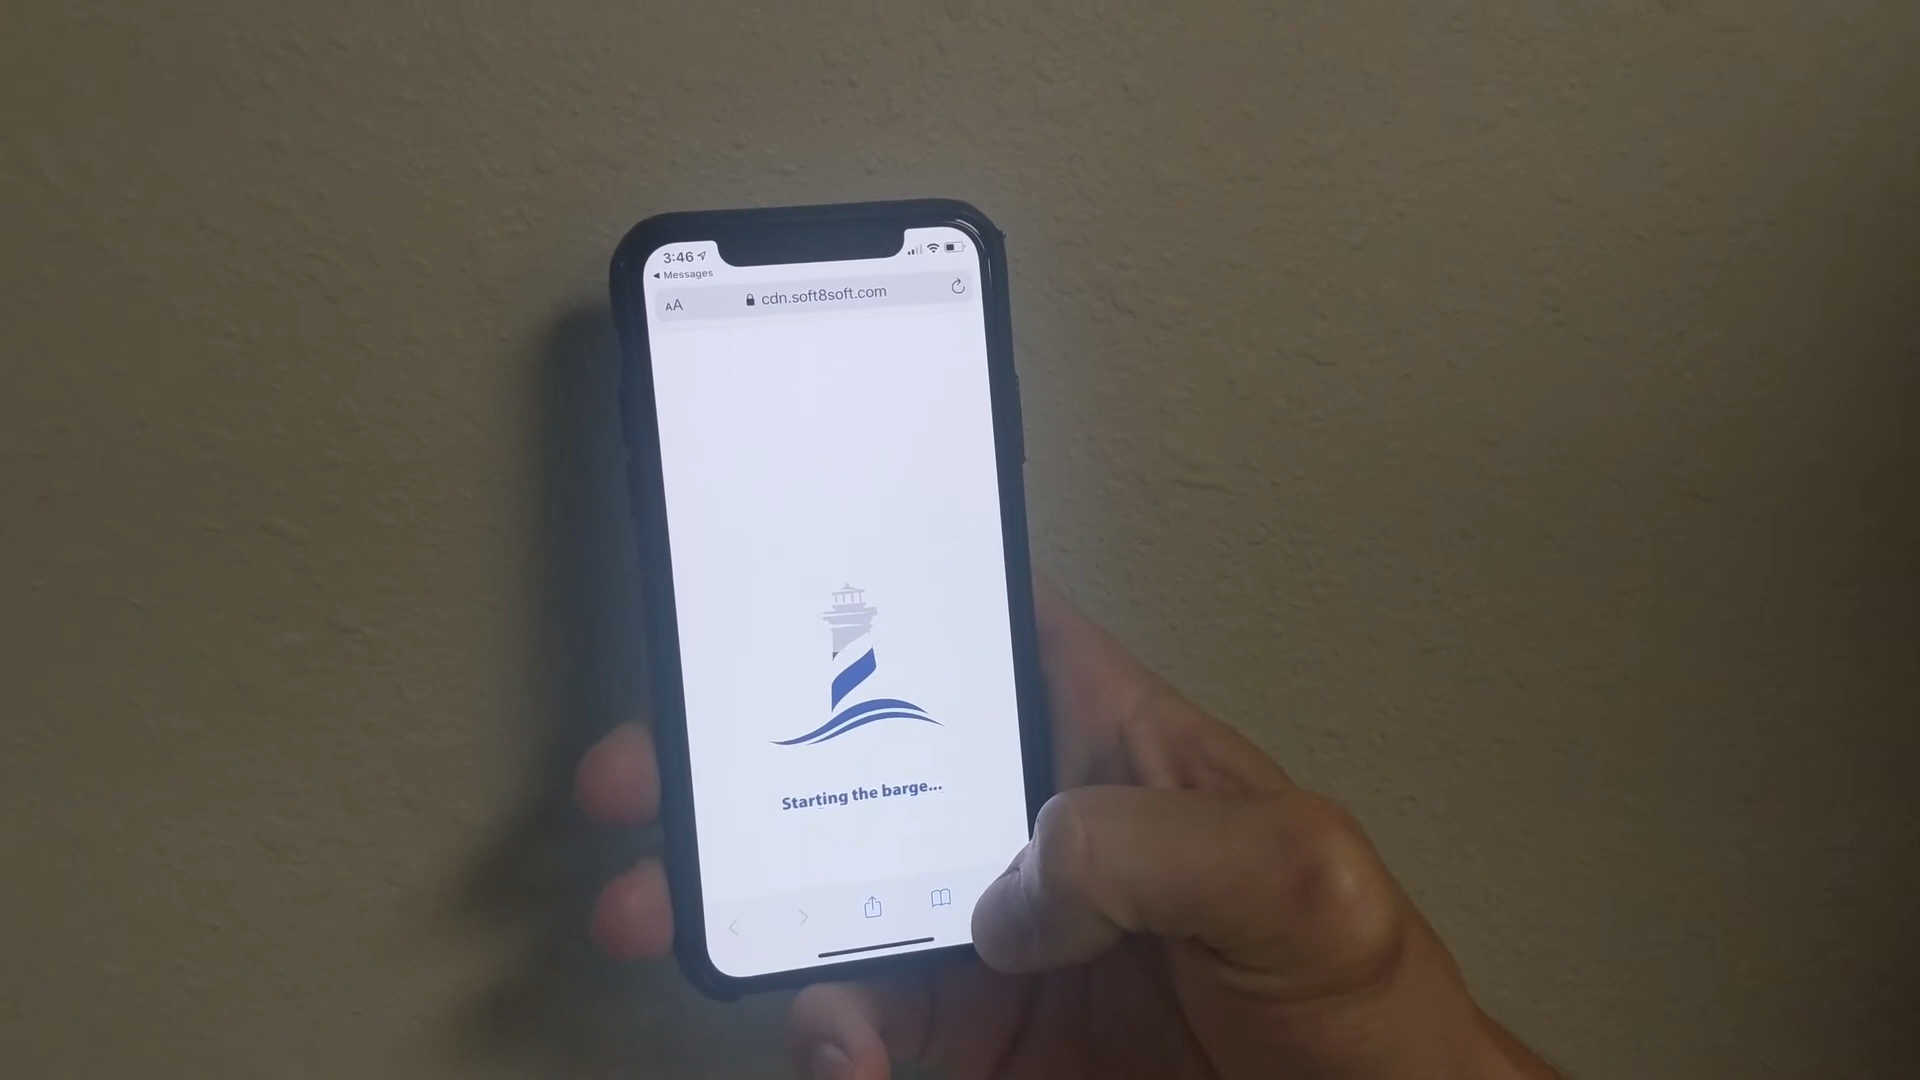 3:46
◀ Messages
AA cdn.soft8soft.com
Starting the barge...